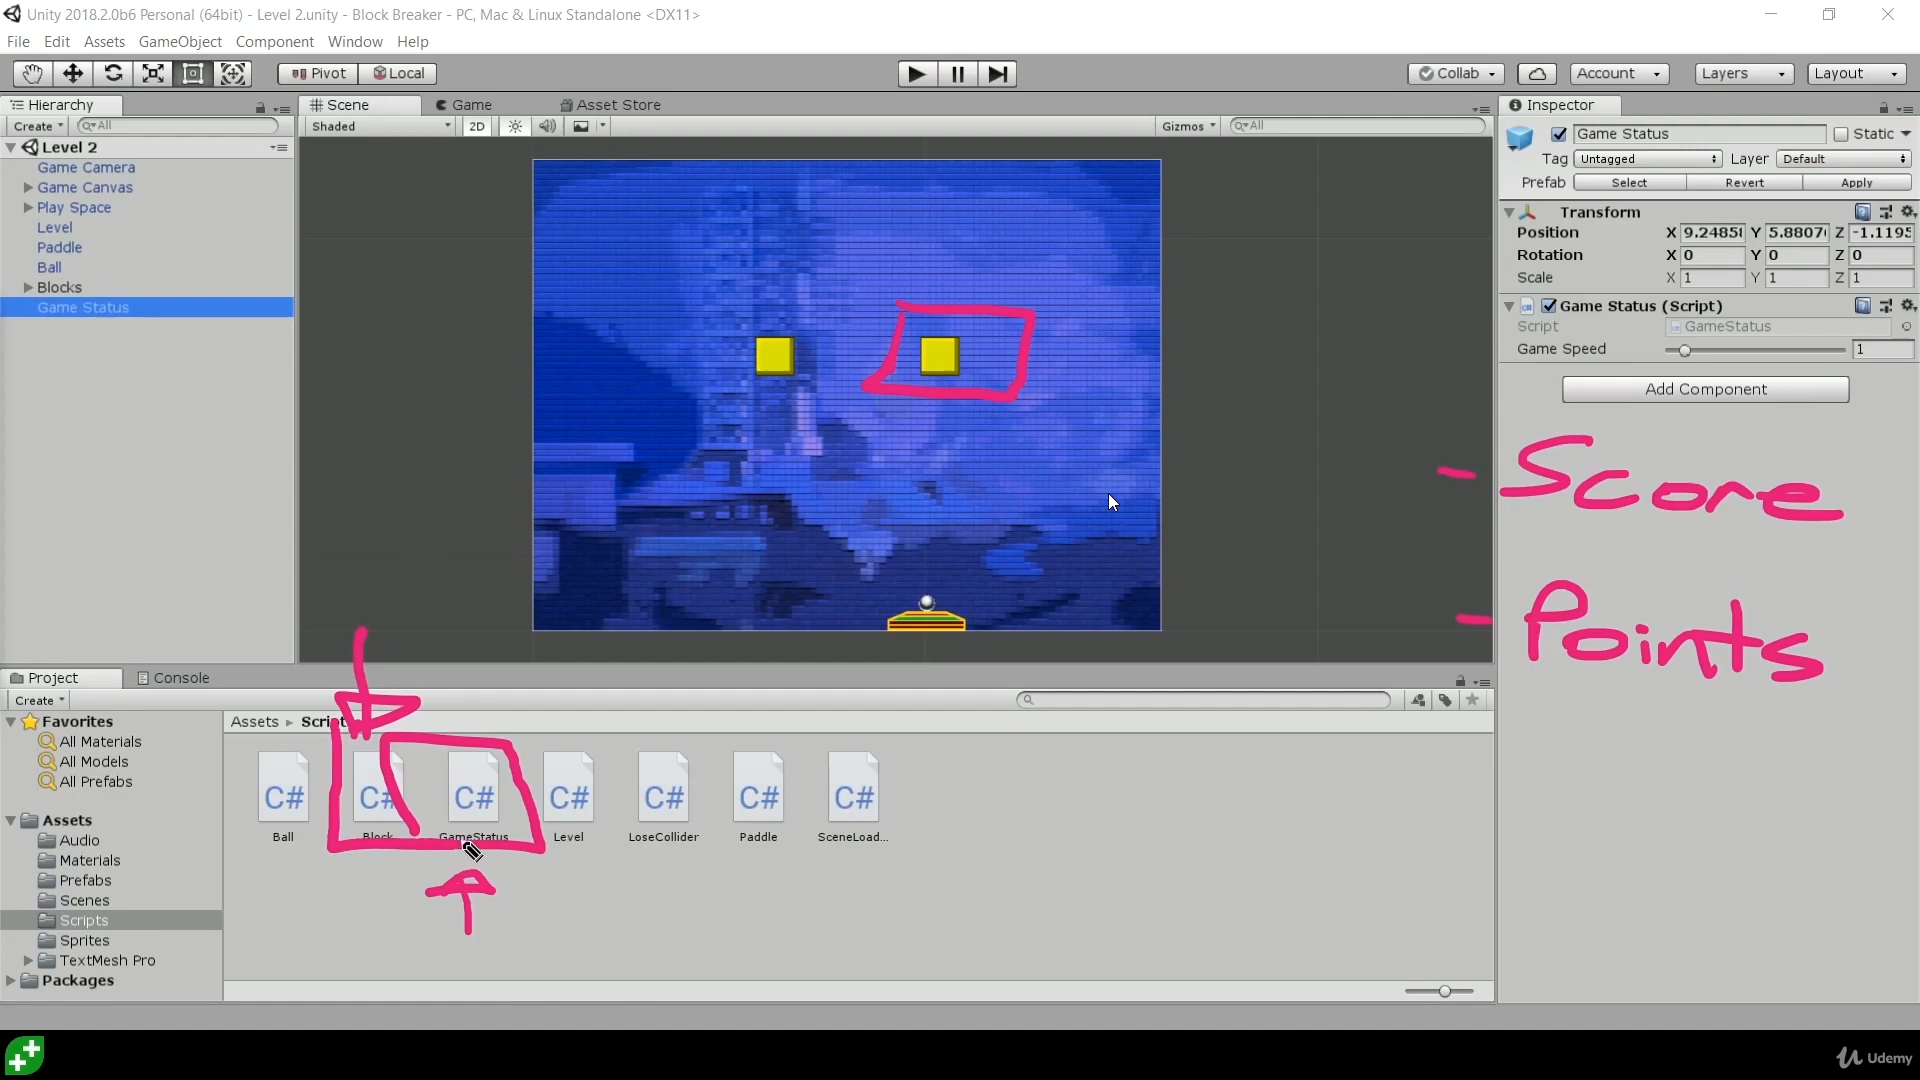 Unity 2018.2.0b6 Personal (64bit) - Level 2.unity - Block Breaker - PC, Mac & Linux Standalone <DX11>
File Edit Assets GameObject Component Window Help
Pivot Local Collab Account Layers Layout
Hierarchy Scene Game Asset Store Inspector
Create All Shaded 2D Gizmos All
Game Status Static
Level 2
Tag Untagged Layer Default
Game Camera
Game Canvas
Prefab Select Revert Apply
Play Space
Transform
Level
Position X 9.2485 Y 5.8807 Z -1.1195
Paddle
Rotation X 0 Y 0 Z 0
Ball
Scale X 1 Y 1 Z 1
Blocks
Game Status
Game Status (Script)
Script GameStatus
Game Speed 1
Add Component
Score
Points
Project Console
Create
Favorites
All Materials
All Models
All Prefabs
Assets
Audio
Materials
Prefabs
Scenes
Scripts
Sprites
TextMesh Pro
Packages
Assets Script
C# C# C# C# C# C# C#
Ball Block GameStatus Level LoseCollider Paddle SceneLoad...
Udemy